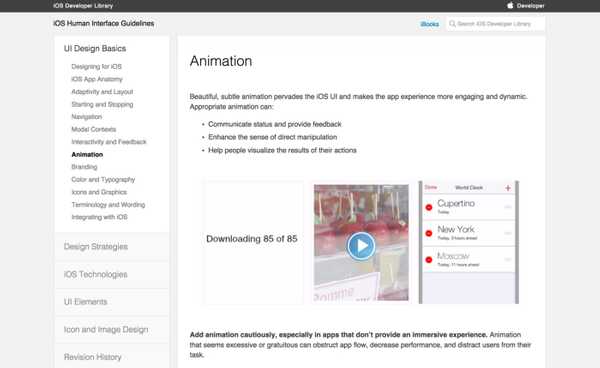 iOS Developer Library
Developer
iOS Human Interface Guidelines
iBooks
Search iOS Developer Library
UI Design Basics
Designing for iOS
iOS App Anatomy
Adaptivity and Layout
Starting and Stopping
Navigation
Modal Contexts
Interactivity and Feedback
Animation
Branding
Color and Typography
Icons and Graphics
Terminology and Wording
Integrating with iOS
Design Strategies
iOS Technologies
UI Elements
Icon and Image Design
Revision History
Animation
Beautiful, subtle animation pervades the iOS UI and makes the app experience more engaging and dynamic.
Appropriate animation can:
• Communicate status and provide feedback
• Enhance the sense of direct manipulation
• Help people visualize the results of their actions
Downloading 85 of 85
Done
World Clock
+
Cupertino
Today
New York
Today, 3 hours ahead
Moscow
Today, 11 hours ahead
Add animation cautiously, especially in apps that don't provide an immersive experience. Animation
that seems excessive or gratuitous can obstruct app flow, decrease performance, and distract users from their
task.